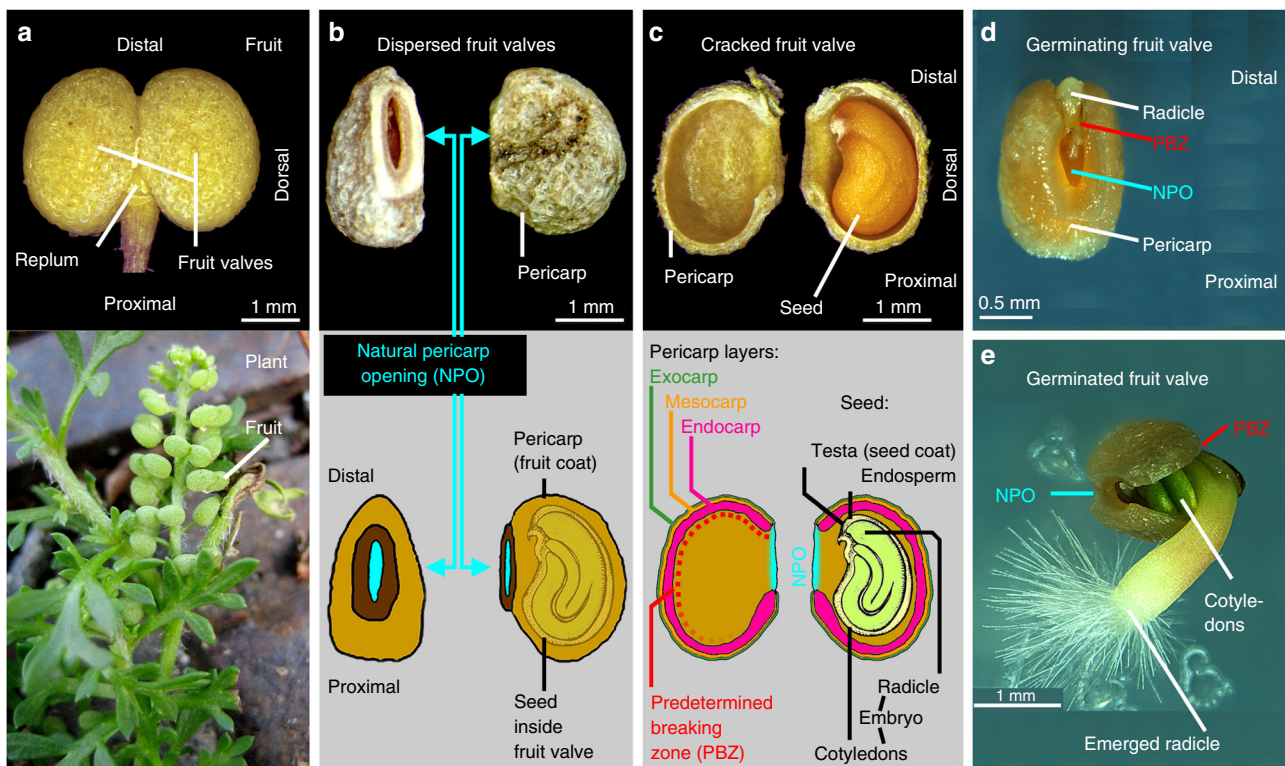 a
Distal
Fruit
Dorsal
Replum
Fruit valves
Proximal
1 mm
Plant
Fruit
b
Dispersed fruit valves
Pericarp
1 mm
Natural pericarp
opening (NPO)
Pericarp
(fruit coat)
Distal
Proximal
Seed
inside
fruit valve
c
Cracked fruit valve
Distal
Dorsal
Pericarp
Proximal
Seed
1 mm
Pericarp layers:
Exocarp
Mesocarp
Endocarp
Seed:
Testa (seed coat)
Endosperm
NPO
Predetermined
breaking
zone (PBZ)
Radicle
Embryo
Cotyledons
d
Germinating fruit valve
Distal
Radicle
PBZ
NPO
Pericarp
Proximal
0.5 mm
e
Germinated fruit valve
PBZ
NPO
Cotyle-
dons
1 mm
Emerged radicle